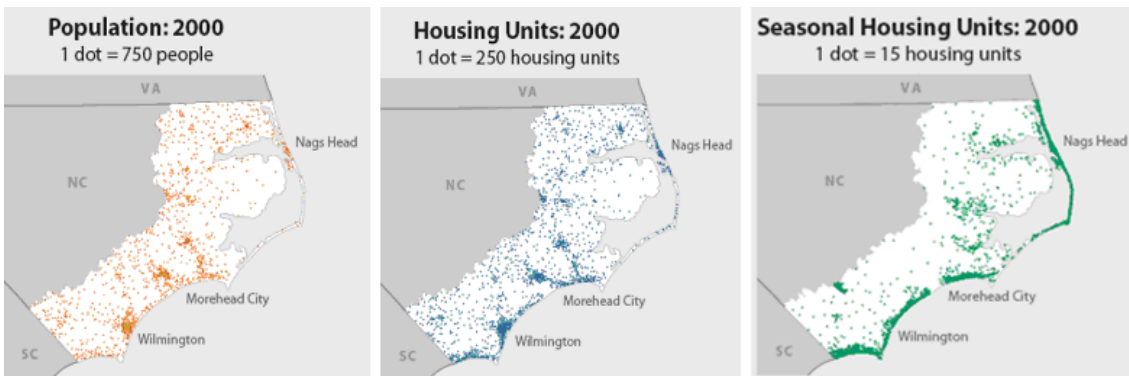 Population: 2000
1 dot = 750 people
VA
Nags Head
NC
Morehead City
Wilmington
SC
Housing Units: 2000
1 dot = 250 housing units
VA
Nags Head
NC
Morehead City
Wilmington
SC
Seasonal Housing Units: 2000
1 dot = 15 housing units
VA
Nags Head
NC
Morehead City
Wilmington
SC